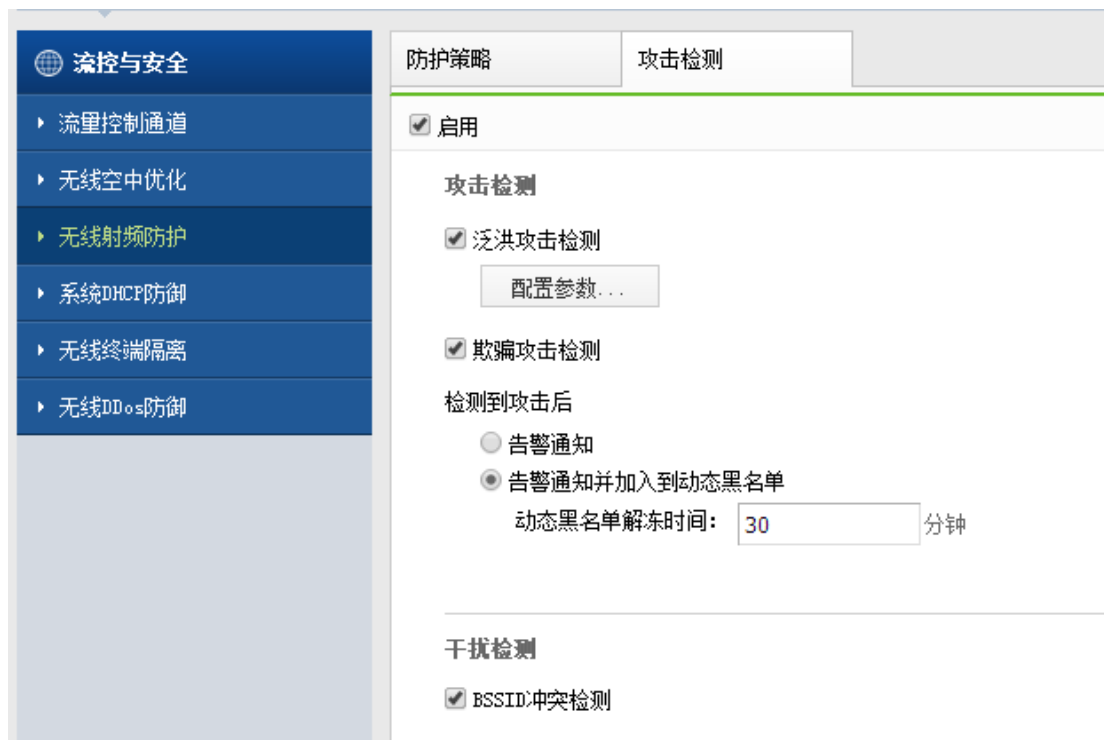 流控与安全
流量控制通道
无线空中优化
无线射频防护
系统DHCP防御
无线终端隔离
无线DDos防御
防护策略 攻击检测
启用
攻击检测
泛洪攻击检测
配置参数...
欺骗攻击检测
检测到攻击后
告警通知
告警通知并加入到动态黑名单
动态黑名单解冻时间： 30 分钟
干扰检测
BSSID冲突检测